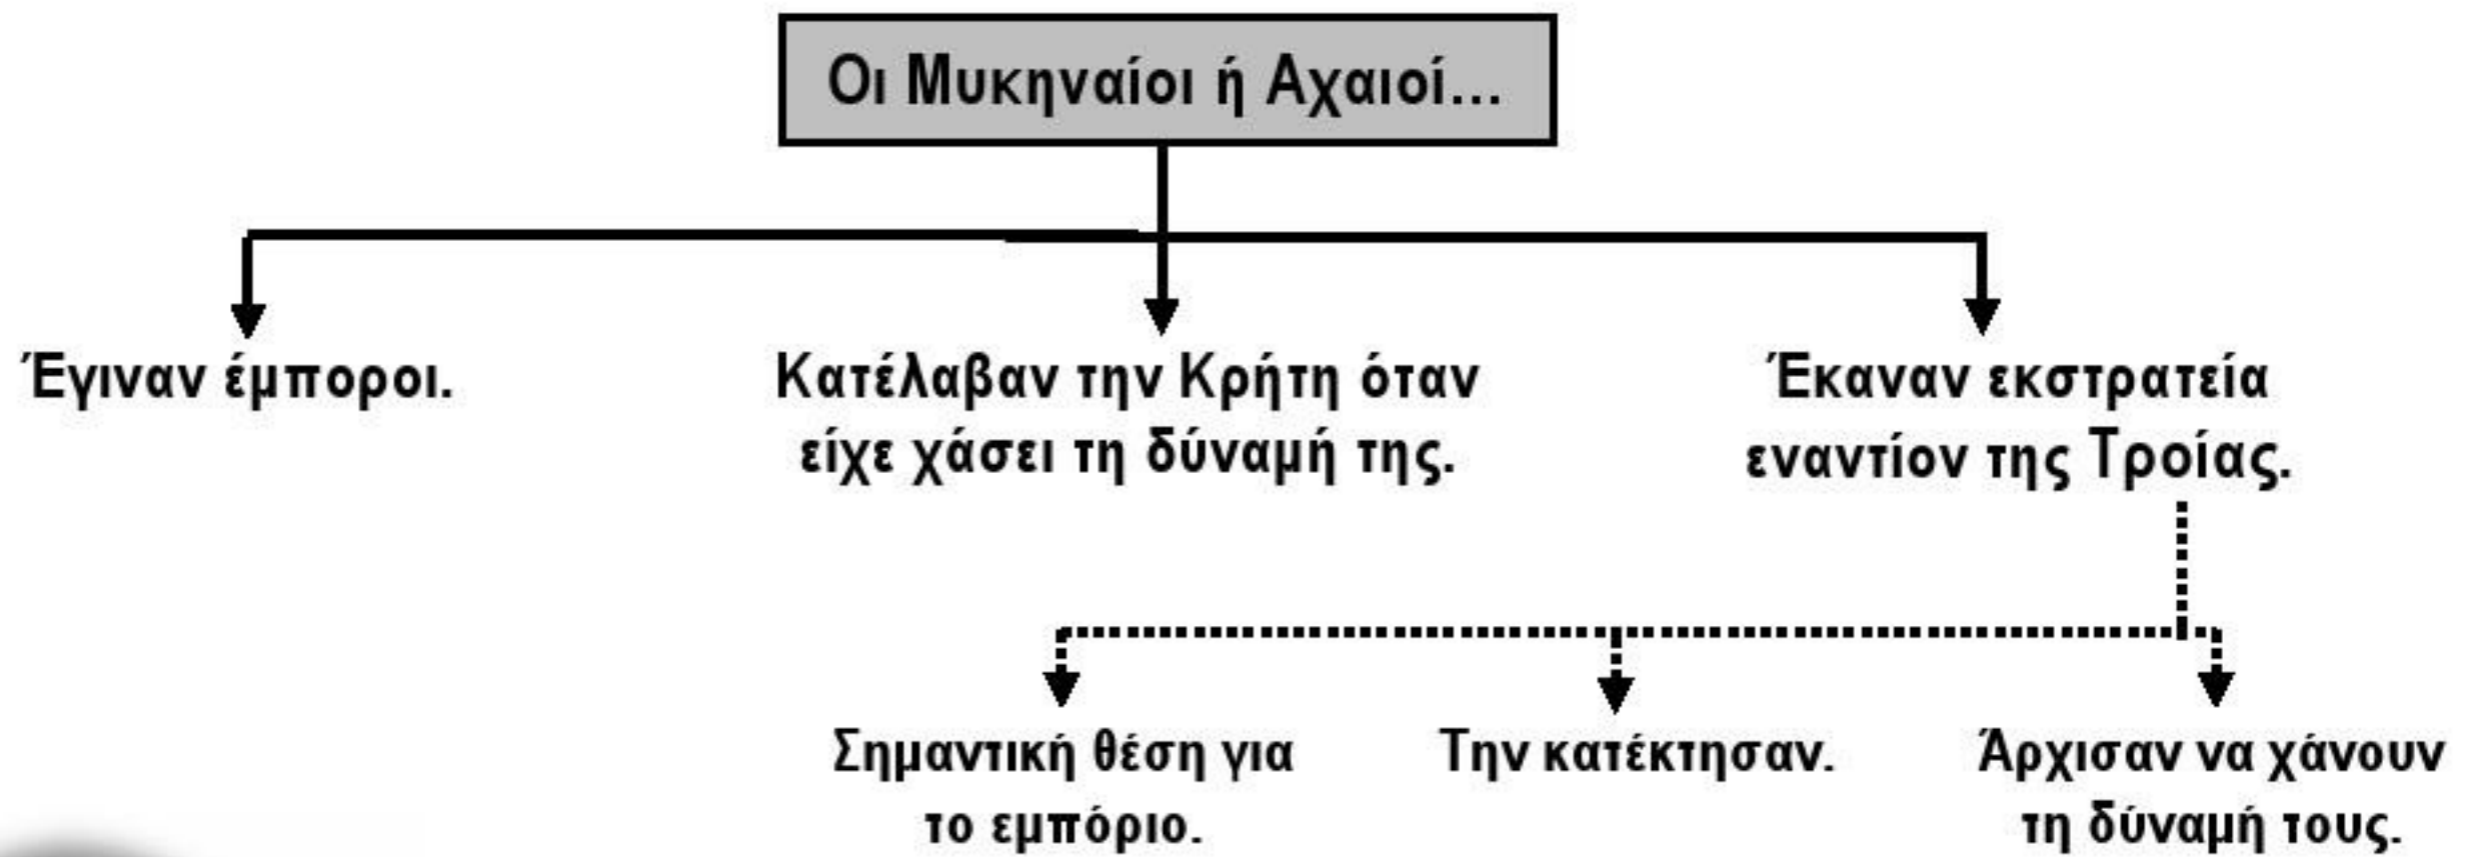 Οι Μυκηναίοι ή Αχαιοί...
Έγιναν έμποροι.
Κατέλαβαν την Κρήτη όταν
είχε χάσει τη δύναμή της.
Έκαναν εκστρατεία
εναντίον της Τροίας.
Σημαντική θέση για
το εμπόριο.
Την κατέκτησαν.
Άρχισαν να χάνουν
τη δύναμή τους.